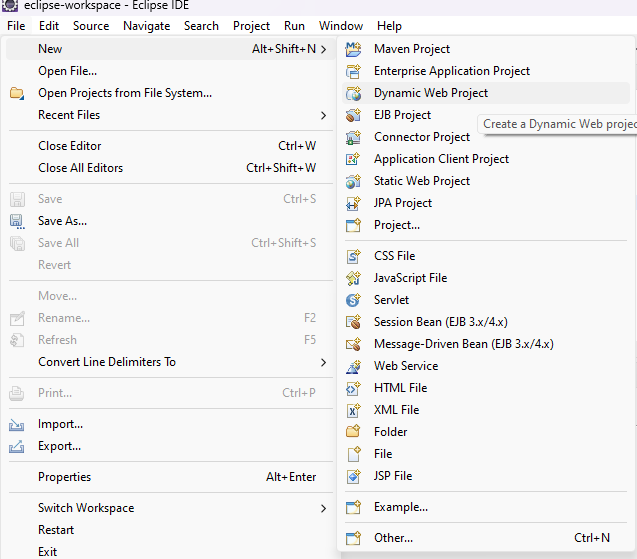 eclipse-workspace - Eclipse IDE
File Edit Source Navigate Search Project Run Window Help
New Alt+Shift+N
Open File...
Open Projects from File System...
Recent Files
Close Editor Ctrl+W
Close All Editors Ctrl+Shift+W
Save Ctrl+S
Save As...
Save All Ctrl+Shift+S
Revert
Move...
Rename... F2
Refresh F5
Convert Line Delimiters To
Print... Ctrl+P
Import...
Export...
Properties Alt+Enter
Switch Workspace
Restart
Exit
Maven Project
Enterprise Application Project
Dynamic Web Project
EJB Project
Create a Dynamic Web projec
Connector Project
Application Client Project
Static Web Project
JPA Project
Project...
CSS File
JavaScript File
Servlet
Session Bean (EJB 3.x/4.x)
Message-Driven Bean (EJB 3.x/4.x)
Web Service
HTML File
XML File
Folder
File
JSP File
Example...
Other... Ctrl+N